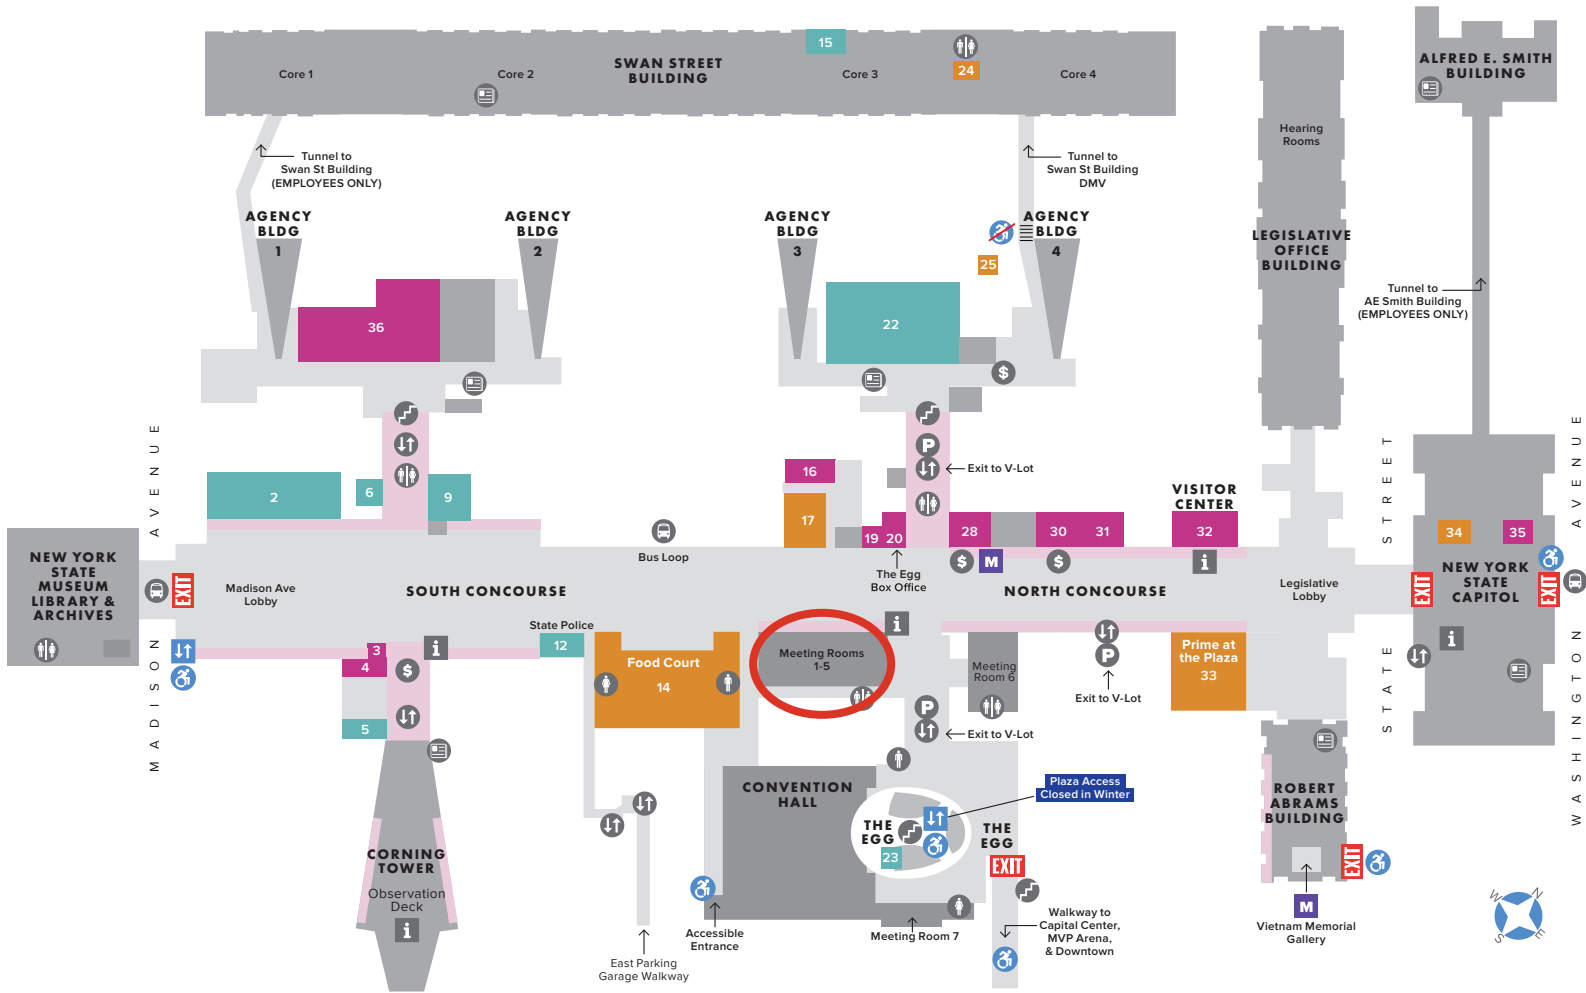 15
Core 1
Core 2
SWAN STREET
BUILDING
Core 3
24
Core 4
ALFRED E. SMITH
BUILDING
Hearing
Rooms
Tunnel to
Swan St Building
(EMPLOYEES ONLY)
Tunnel to
Swan St Building
DMV
AGENCY
BLDG
1
AGENCY
BLDG
2
AGENCY
BLDG
3
AGENCY
BLDG
4
25
LEGISLATIVE
OFFICE
BUILDING
Tunnel to
AE Smith Building
(EMPLOYEES ONLY)
36
22
$
P
Exit to V-Lot
MADISON AVENUE
2
6
9
16
17
19
20
28
30
31
VISITOR
CENTER
32
STATE STREET
34
35
WASHINGTON AVENUE
NEW YORK
STATE
MUSEUM
LIBRARY &
ARCHIVES
EXIT
Madison Ave
Lobby
SOUTH CONCOURSE
Bus Loop
The Egg
Box Office
$
M
$
i
NORTH CONCOURSE
Legislative
Lobby
EXIT
NEW YORK
STATE
CAPITOL
EXIT
i
State Police
12
3
4
i
$
5
Food Court
14
Meeting Rooms
1-5
i
Meeting
Room 6
P
Exit to V-Lot
P
Exit to V-Lot
Prime at
the Plaza
33
CONVENTION
HALL
Plaza Access
Closed in Winter
THE
EGG
23
THE
EGG
EXIT
ROBERT
ABRAMS
BUILDING
EXIT
CORNING
TOWER
Observation
Deck
i
Accessible
Entrance
East Parking
Garage Walkway
Meeting Room 7
Walkway to
Capital Center,
MVP Arena,
& Downtown
M
Vietnam Memorial
Gallery
W
N
S
E